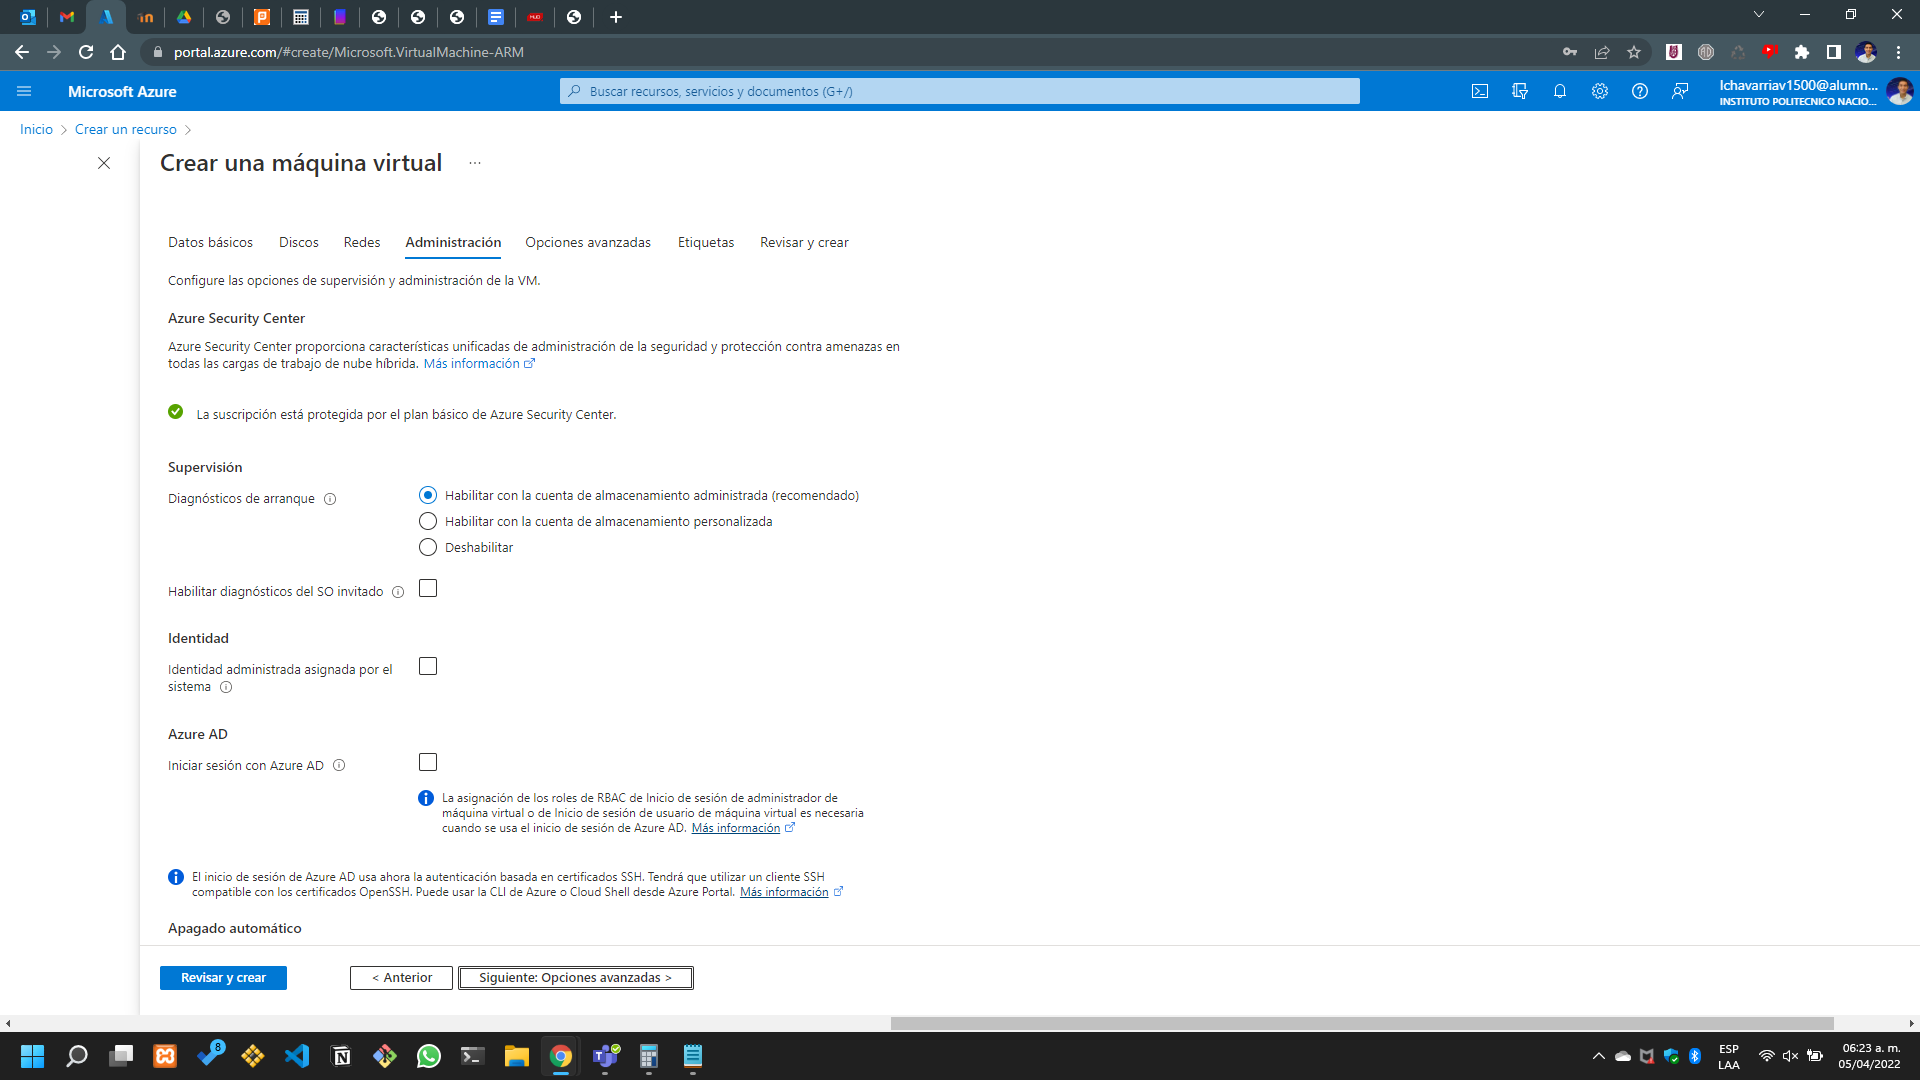 portal.azure.com/#create/Microsoft.VirtualMachine-ARM
Microsoft Azure
Buscar recursos, servicios y documentos (G+/)
lchavarriav1500@alumn...
INSTITUTO POLITECNICO NACIO...
Inicio > Crear un recurso >
Crear una máquina virtual ...
Datos básicos Discos Redes Administración Opciones avanzadas Etiquetas Revisar y crear
Configure las opciones de supervisión y administración de la VM.
Azure Security Center
Azure Security Center proporciona características unificadas de administración de la seguridad y protección contra amenazas en
todas las cargas de trabajo de nube híbrida. Más información
La suscripción está protegida por el plan básico de Azure Security Center.
Supervisión
Diagnósticos de arranque
Habilitar con la cuenta de almacenamiento administrada (recomendado)
Habilitar con la cuenta de almacenamiento personalizada
Deshabilitar
Habilitar diagnósticos del SO invitado
Identidad
Identidad administrada asignada por el
sistema
Azure AD
Iniciar sesión con Azure AD
La asignación de los roles de RBAC de Inicio de sesión de administrador de
máquina virtual o de Inicio de sesión de usuario de máquina virtual es necesaria
cuando se usa el inicio de sesión de Azure AD. Más información
El inicio de sesión de Azure AD usa ahora la autenticación basada en certificados SSH. Tendrá que utilizar un cliente SSH
compatible con los certificados OpenSSH. Puede usar la CLI de Azure o Cloud Shell desde Azure Portal. Más información
Apagado automático
Revisar y crear
< Anterior
Siguiente: Opciones avanzadas >
8
ESP
LAA
06:23 a. m.
05/04/2022